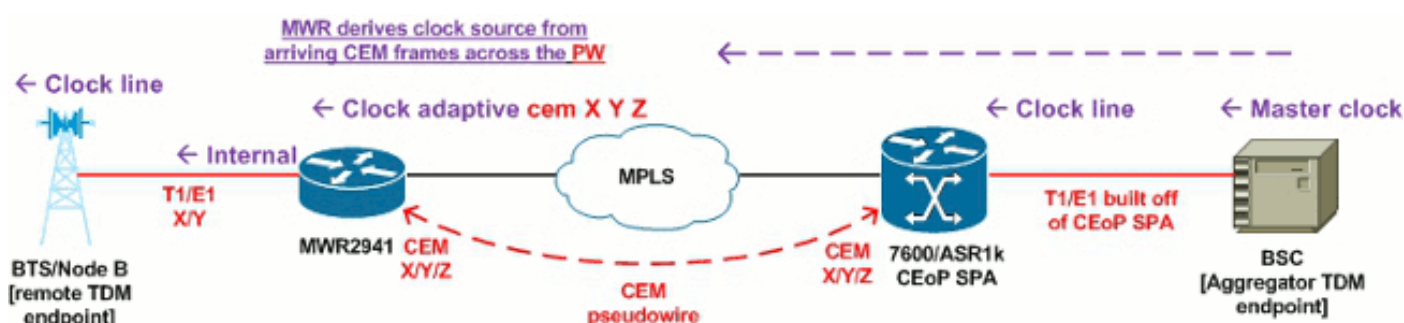 MWR derives clock source from
arriving CEM frames across the PW
← Clock line
← Clock adaptive cem X Y Z
← Clock line
← Master clock
← Internal
MPLS
T1/E1
X/Y
T1/E1 built off
of CEoP SPA
MWR2941
CEM
X/Y/Z
CEM
X/Y/Z
7600/ASR1k
CEoP SPA
BTS/Node B
[remote TDM
endpoint]
BSC
[Aggregator TDM
endpoint]
CEM
pseudowire